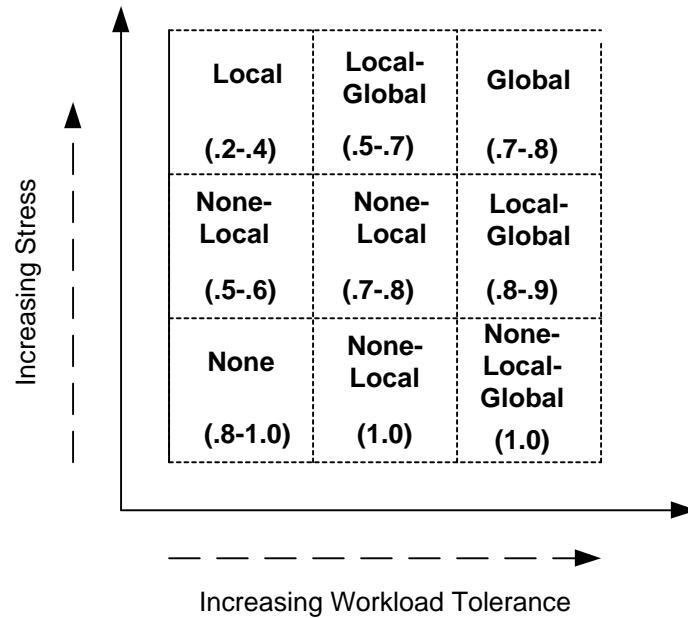 Local
Local-
Global
Global
(.2-.4)
(.5-.7)
(.7-.8)
None-
Local
None-
Local
Local-
Global
(.5-.6)
(.7-.8)
(.8-.9)
None
None-
Local
None-
Local-
Global
(.8-1.0)
(1.0)
(1.0)
Increasing Stress
Increasing Workload Tolerance